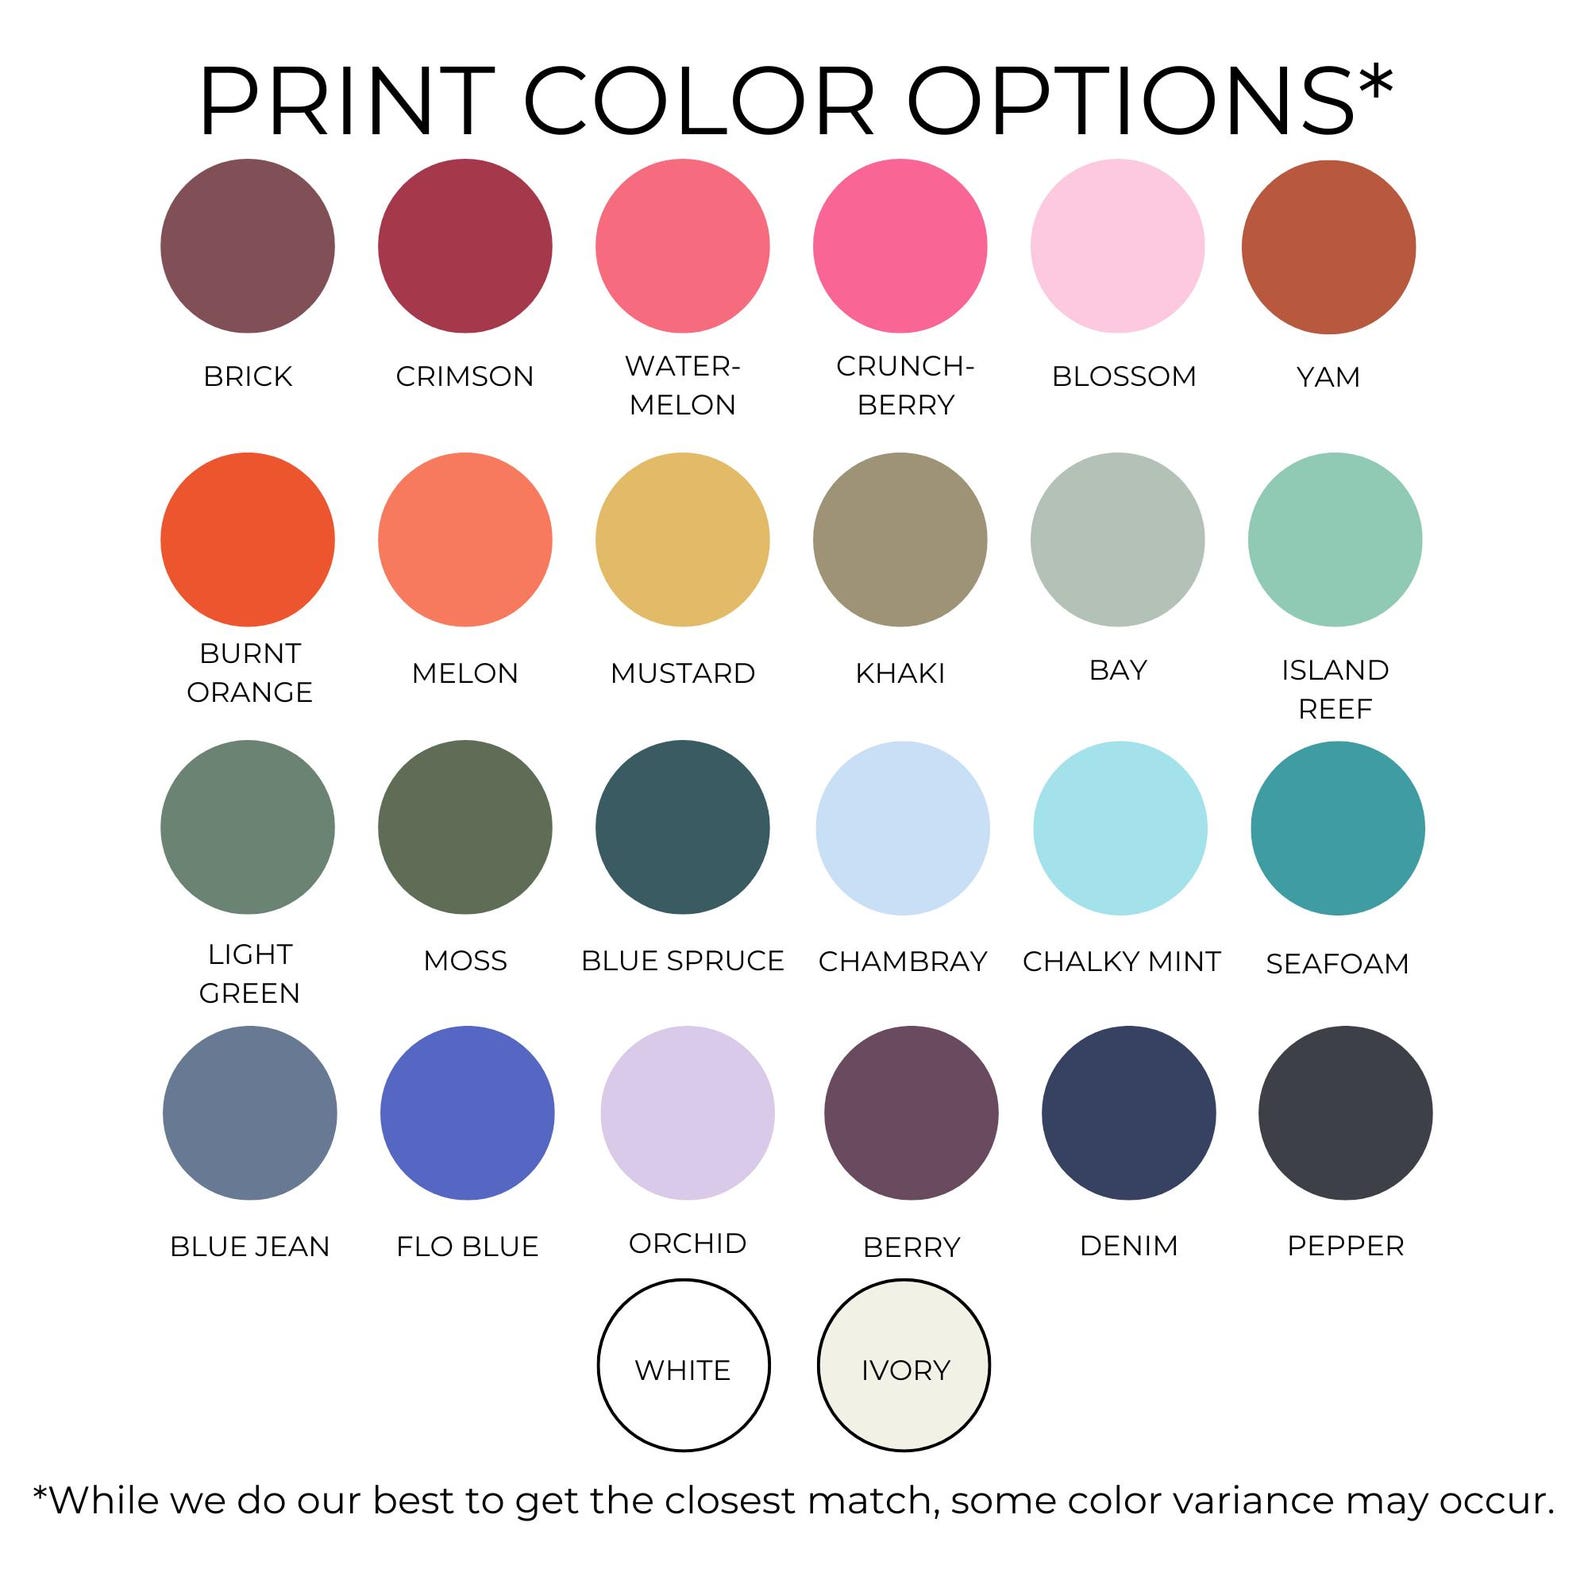 PRINT COLOR OPTIONS*
BRICK
CRIMSON
WATER-
MELON
CRUNCH-
BERRY
BLOSSOM
YAM
BURNT
ORANGE
MELON
MUSTARD
KHAKI
BAY
ISLAND
REEF
LIGHT
GREEN
MOSS
BLUE SPRUCE
CHAMBRAY
CHALKY MINT
SEAFOAM
BLUE JEAN
FLO BLUE
ORCHID
BERRY
DENIM
PEPPER
WHITE
IVORY
*While we do our best to get the closest match, some color variance may occur.